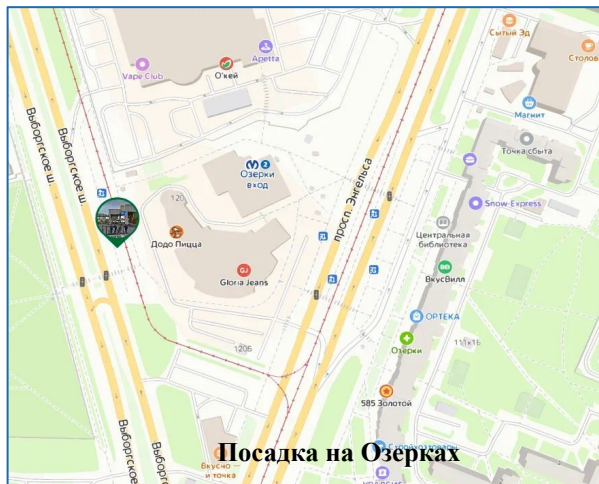 Сытый Эд
Столов
Apetta
О'кей
Vape Club
Магнит
Точка сбыта
Выборгское ш.
Выборгское ш.
Озерки
вход
120
просп. Энгельса
Snow-Express
Додо Пицца
Центральная
библиотека
GJ
Gloria Jeans
ВкусВилл
ОРТЕКА
120Б
Озерки
111к1Б
585 Золотой
Выборгское
Выборгское
Вкусно
и точка
Посадка на Озерках